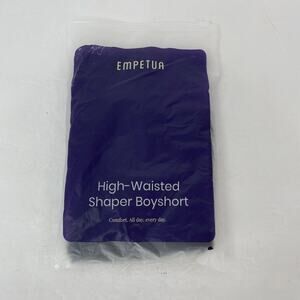 EMPETUA
High-Waisted
Shaper Boyshort
Comfort. All day, every day.